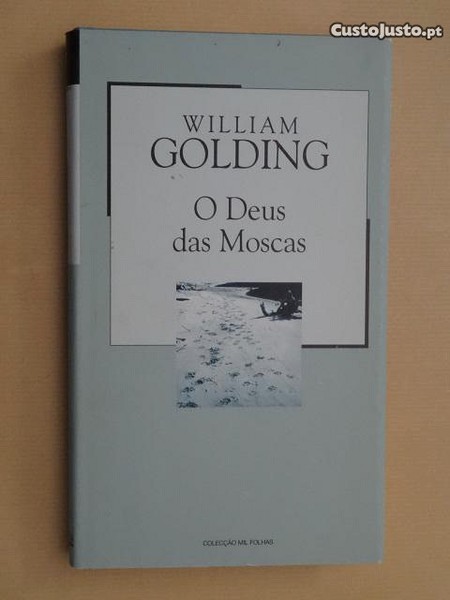 CustoJusto.pt
WILLIAM
GOLDING
O Deus
das Moscas
COLECÇÃO MIL FOLHAS